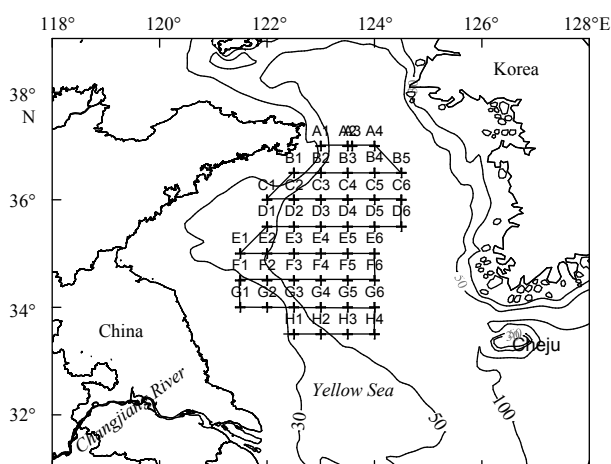 118° 120° 122° 124° 126° 128°E
38°
N
36°
34°
32°
Korea
A1 A2 A3 A4
B1 B2 B3 B4 B5
C1 C2 C3 C4 C5 C6
D1 D2 D3 D4 D5 D6
E1 E2 E3 E4 E5 E6
F1 F2 F3 F4 F5 F6
G1 G2 G3 G4 G5 G6
H1 H2 H3 H4
50
China
Cheju
Changjiang River
Yellow Sea
30
50
100